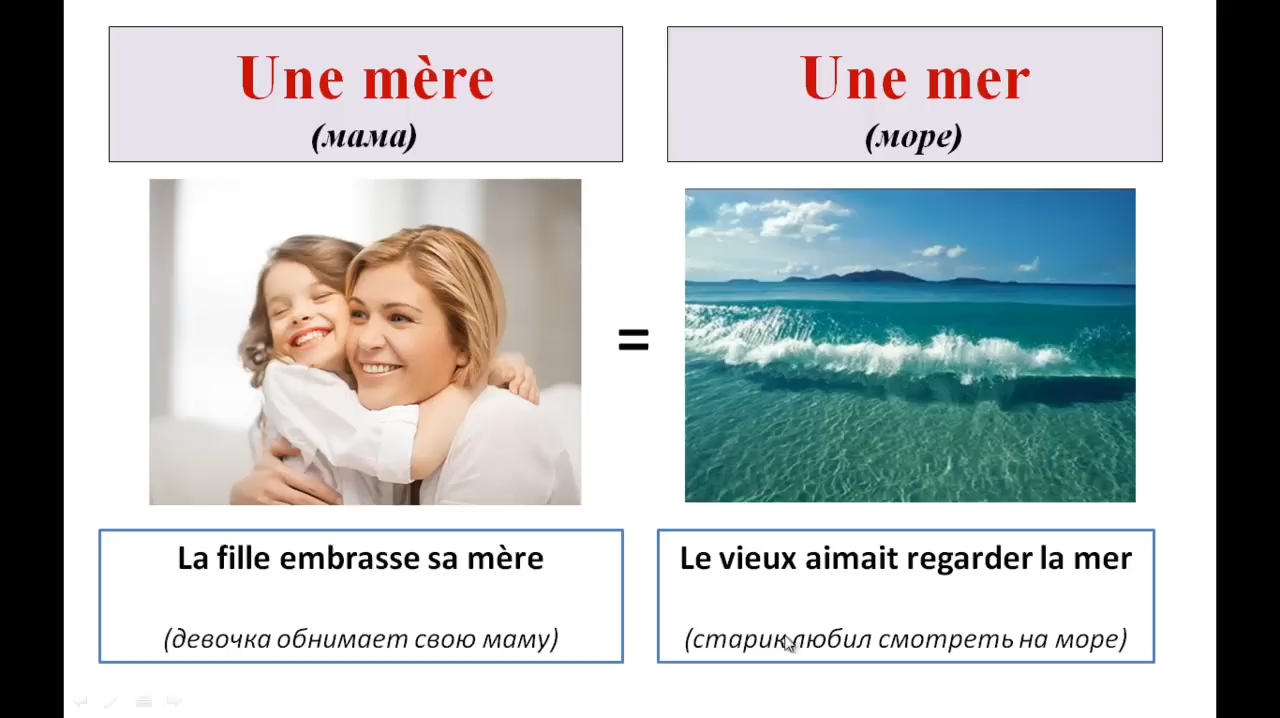 Une mère
(мама)
Une mer
(море)
=
La fille embrasse sa mère
(девочка обнимает свою маму)
Le vieux aimait regarder la mer
(старик любил смотреть на море)